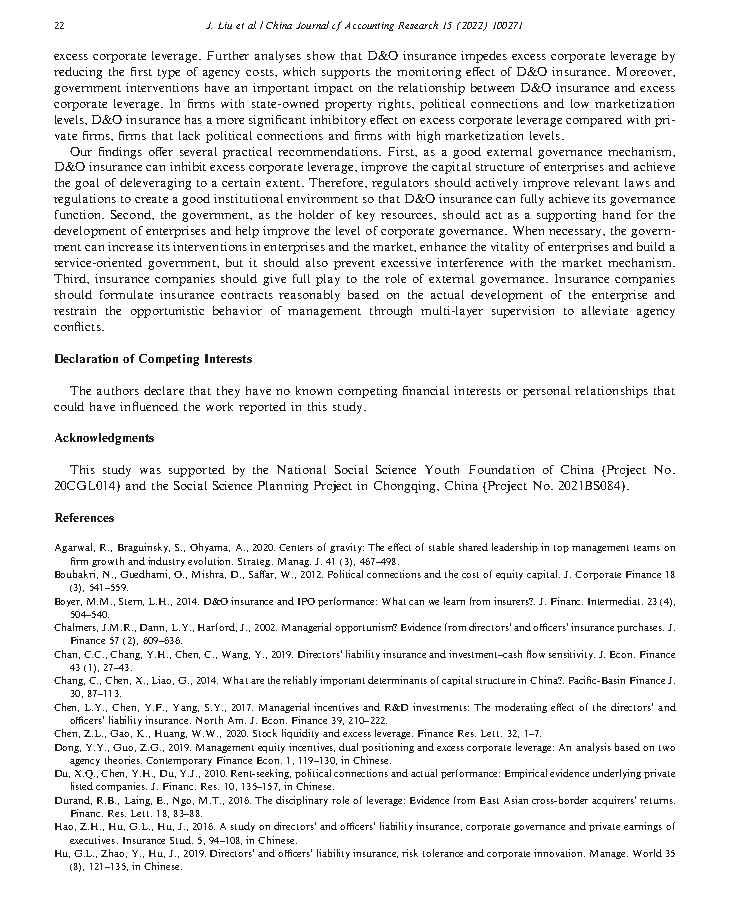 22
J. Liu et al / China Journal of Accounting Research 15 (2022) 100271
excess corporate leverage. Further analyses show that D&O insurance impedes excess corporate leverage by
reducing the first type of agency costs, which supports the monitoring effect of D&O insurance. Moreover,
government interventions have an important impact on the relationship between D&O insurance and excess
corporate leverage. In firms with state-owned property rights, political connections and low marketization
levels, D&O insurance has a more significant inhibitory effect on excess corporate leverage compared with pri-
vate firms, firms that lack political connections and firms with high marketization levels.
Our findings offer several practical recommendations. First, as a good external governance mechanism,
D&O insurance can inhibit excess corporate leverage, improve the capital structure of enterprises and achieve
the goal of deleveraging to a certain extent. Therefore, regulators should actively improve relevant laws and
regulations to create a good institutional environment so that D&O insurance can fully achieve its governance
function. Second, the government, as the holder of key resources, should act as a supporting hand for the
development of enterprises and help improve the level of corporate governance. When necessary, the govern-
ment can increase its interventions in enterprises and the market, enhance the vitality of enterprises and build a
service-oriented government, but it should also prevent excessive interference with the market mechanism.
Third, insurance companies should give full play to the role of external governance. Insurance companies
should formulate insurance contracts reasonably based on the actual development of the enterprise and
restrain the opportunistic behavior of management through multi-layer supervision to alleviate agency
conflicts.
Declaration of Competing Interests
The authors declare that they have no known competing financial interests or personal relationships that
could have influenced the work reported in this study.
Acknowledgments
This study was supported by the National Social Science Youth Foundation of China (Project No.
20CGL014) and the Social Science Planning Project in Chongqing, China (Project No. 2021BS084).
References
Agarwal, R., Braguinsky, S., Ohyama, A., 2020. Centers of gravity: The effect of stable shared leadership in top management teams on
firm growth and industry evolution. Strateg. Manag. J. 41 (3), 467–498.
Boubakri, N., Guedhami, O., Mishra, D., Saffar, W., 2012. Political connections and the cost of equity capital. J. Corporate Finance 18
(3), 541–559.
Boyer, M.M., Stern, L.H., 2014. D&O insurance and IPO performance: What can we learn from insurers?. J. Financ. Intermediat. 23 (4),
504–540.
Chalmers, J.M.R., Dann, L.Y., Harford, J., 2002. Managerial opportunism? Evidence from directors' and officers' insurance purchases. J.
Finance 57 (2), 609–636.
Chan, C.C., Chang, Y.H., Chen, C., Wang, Y., 2019. Directors' liability insurance and investment–cash flow sensitivity. J. Econ. Finance
43 (1), 27–43.
Chang, C., Chen, X., Liao, G., 2014. What are the reliably important determinants of capital structure in China?. Pacific-Basin Finance J.
30, 87–113.
Chen, L.Y., Chen, Y.F., Yang, S.Y., 2017. Managerial incentives and R&D investments: The moderating effect of the directors' and
officers' liability insurance. North Am. J. Econ. Finance 39, 210–222.
Chen, Z.L., Gao, K., Huang, W.W., 2020. Stock liquidity and excess leverage. Finance Res. Lett. 32, 1–7.
Dong, Y.Y., Guo, Z.G., 2019. Management equity incentives, dual positioning and excess corporate leverage: An analysis based on two
agency theories. Contemporary Finance Econ. 1, 119–130, in Chinese.
Du, X.Q., Chen, Y.H., Du, Y.J., 2010. Rent-seeking, political connections and actual performance: Empirical evidence underlying private
listed companies. J. Financ. Res. 10, 135–157, in Chinese.
Durand, R.B., Laing, E., Ngo, M.T., 2016. The disciplinary role of leverage: Evidence from East Asian cross-border acquirers' returns.
Financ. Res. Lett. 18, 83–88.
Hao, Z.H., Hu, G.L., Hu, J., 2016. A study on directors' and officers' liability insurance, corporate governance and private earnings of
executives. Insurance Stud. 5, 94–108, in Chinese.
Hu, G.L., Zhao, Y., Hu, J., 2019. Directors' and officers' liability insurance, risk tolerance and corporate innovation. Manage. World 35
(8), 121–135, in Chinese.